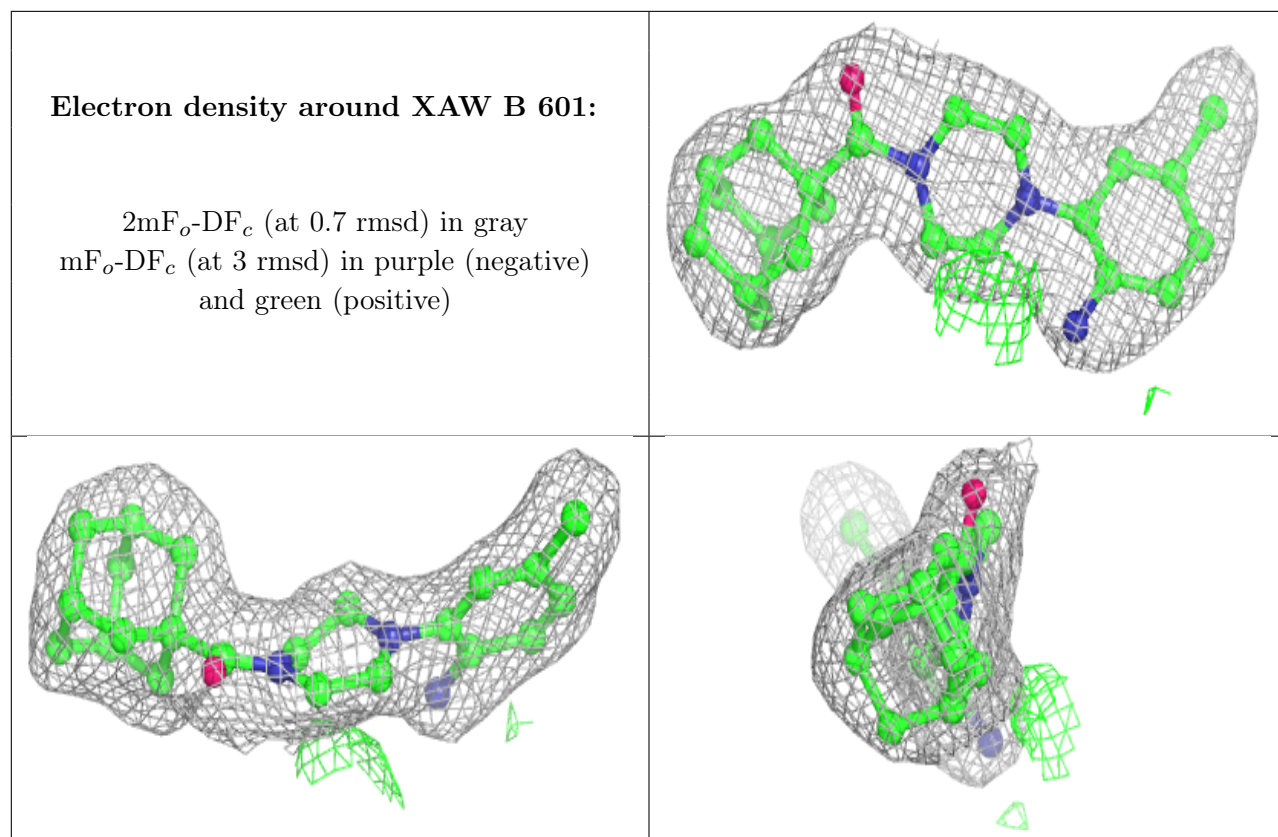 Electron density around XAW B 601:
2mFo-DFc (at 0.7 rmsd) in gray
mFo-DFc (at 3 rmsd) in purple (negative)
and green (positive)